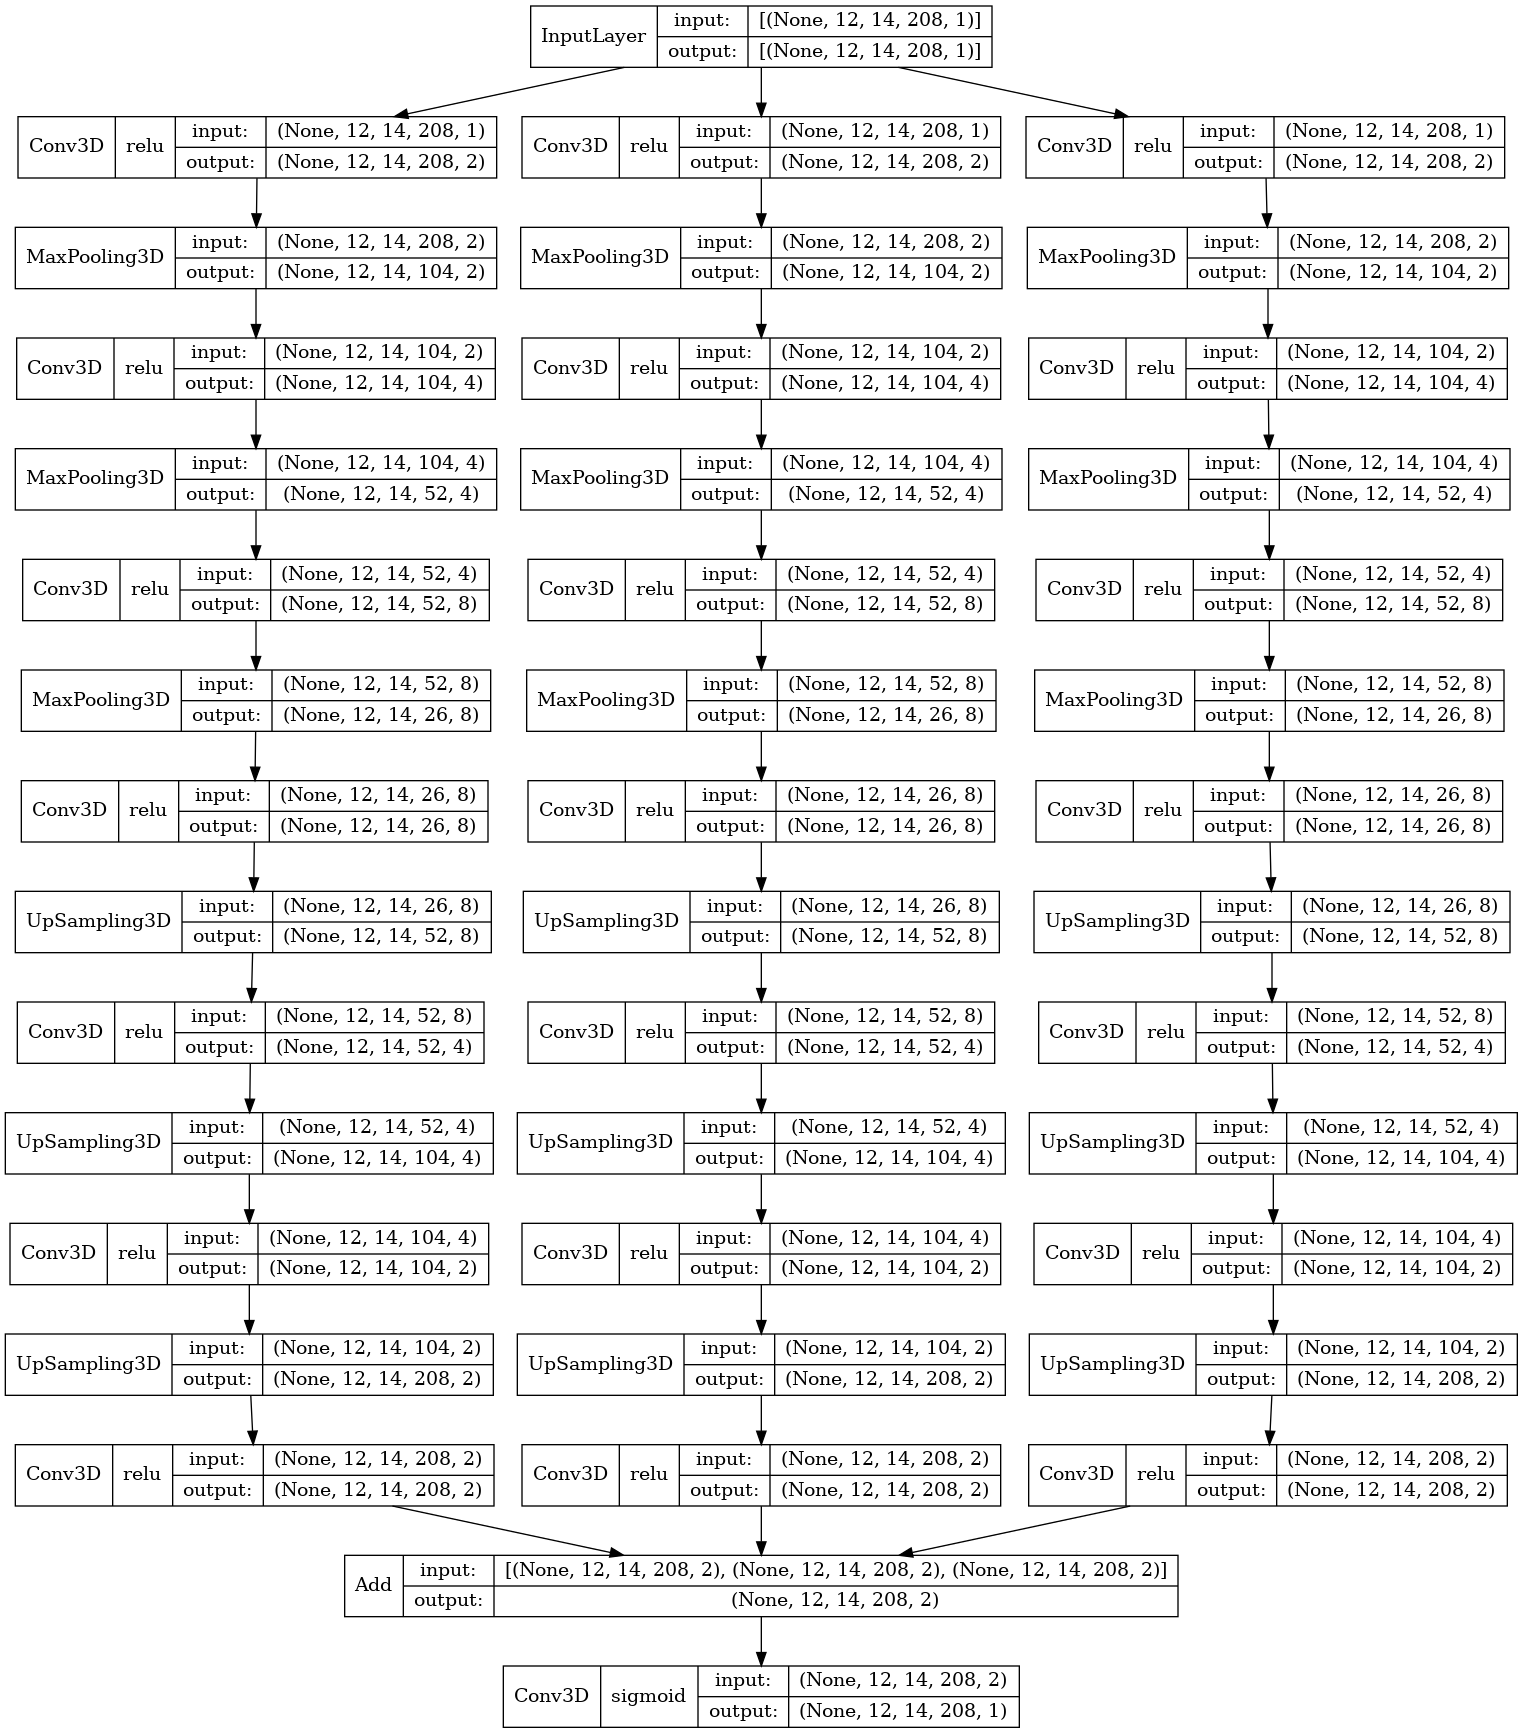 InputLayer
input: [(None, 12, 14, 208, 1)]
output: [(None, 12, 14, 208, 1)]
Conv3D relu
input: (None, 12, 14, 208, 1)
output: (None, 12, 14, 208, 2)
Conv3D relu
input: (None, 12, 14, 208, 1)
output: (None, 12, 14, 208, 2)
Conv3D relu
input: (None, 12, 14, 208, 1)
output: (None, 12, 14, 208, 2)
MaxPooling3D
input: (None, 12, 14, 208, 2)
output: (None, 12, 14, 104, 2)
MaxPooling3D
input: (None, 12, 14, 208, 2)
output: (None, 12, 14, 104, 2)
MaxPooling3D
input: (None, 12, 14, 208, 2)
output: (None, 12, 14, 104, 2)
Conv3D relu
input: (None, 12, 14, 104, 2)
output: (None, 12, 14, 104, 4)
Conv3D relu
input: (None, 12, 14, 104, 2)
output: (None, 12, 14, 104, 4)
Conv3D relu
input: (None, 12, 14, 104, 2)
output: (None, 12, 14, 104, 4)
MaxPooling3D
input: (None, 12, 14, 104, 4)
output: (None, 12, 14, 52, 4)
MaxPooling3D
input: (None, 12, 14, 104, 4)
output: (None, 12, 14, 52, 4)
MaxPooling3D
input: (None, 12, 14, 104, 4)
output: (None, 12, 14, 52, 4)
Conv3D relu
input: (None, 12, 14, 52, 4)
output: (None, 12, 14, 52, 8)
Conv3D relu
input: (None, 12, 14, 52, 4)
output: (None, 12, 14, 52, 8)
Conv3D relu
input: (None, 12, 14, 52, 4)
output: (None, 12, 14, 52, 8)
MaxPooling3D
input: (None, 12, 14, 52, 8)
output: (None, 12, 14, 26, 8)
MaxPooling3D
input: (None, 12, 14, 52, 8)
output: (None, 12, 14, 26, 8)
MaxPooling3D
input: (None, 12, 14, 52, 8)
output: (None, 12, 14, 26, 8)
Conv3D relu
input: (None, 12, 14, 26, 8)
output: (None, 12, 14, 26, 8)
Conv3D relu
input: (None, 12, 14, 26, 8)
output: (None, 12, 14, 26, 8)
Conv3D relu
input: (None, 12, 14, 26, 8)
output: (None, 12, 14, 26, 8)
UpSampling3D
input: (None, 12, 14, 26, 8)
output: (None, 12, 14, 52, 8)
UpSampling3D
input: (None, 12, 14, 26, 8)
output: (None, 12, 14, 52, 8)
UpSampling3D
input: (None, 12, 14, 26, 8)
output: (None, 12, 14, 52, 8)
Conv3D relu
input: (None, 12, 14, 52, 8)
output: (None, 12, 14, 52, 4)
Conv3D relu
input: (None, 12, 14, 52, 8)
output: (None, 12, 14, 52, 4)
Conv3D relu
input: (None, 12, 14, 52, 8)
output: (None, 12, 14, 52, 4)
UpSampling3D
input: (None, 12, 14, 52, 4)
output: (None, 12, 14, 104, 4)
UpSampling3D
input: (None, 12, 14, 52, 4)
output: (None, 12, 14, 104, 4)
UpSampling3D
input: (None, 12, 14, 52, 4)
output: (None, 12, 14, 104, 4)
Conv3D relu
input: (None, 12, 14, 104, 4)
output: (None, 12, 14, 104, 2)
Conv3D relu
input: (None, 12, 14, 104, 4)
output: (None, 12, 14, 104, 2)
Conv3D relu
input: (None, 12, 14, 104, 4)
output: (None, 12, 14, 104, 2)
UpSampling3D
input: (None, 12, 14, 104, 2)
output: (None, 12, 14, 208, 2)
UpSampling3D
input: (None, 12, 14, 104, 2)
output: (None, 12, 14, 208, 2)
UpSampling3D
input: (None, 12, 14, 104, 2)
output: (None, 12, 14, 208, 2)
Conv3D relu
input: (None, 12, 14, 208, 2)
output: (None, 12, 14, 208, 2)
Conv3D relu
input: (None, 12, 14, 208, 2)
output: (None, 12, 14, 208, 2)
Conv3D relu
input: (None, 12, 14, 208, 2)
output: (None, 12, 14, 208, 2)
Add
input: [(None, 12, 14, 208, 2), (None, 12, 14, 208, 2), (None, 12, 14, 208, 2)]
output: (None, 12, 14, 208, 2)
Conv3D sigmoid
input: (None, 12, 14, 208, 2)
output: (None, 12, 14, 208, 1)